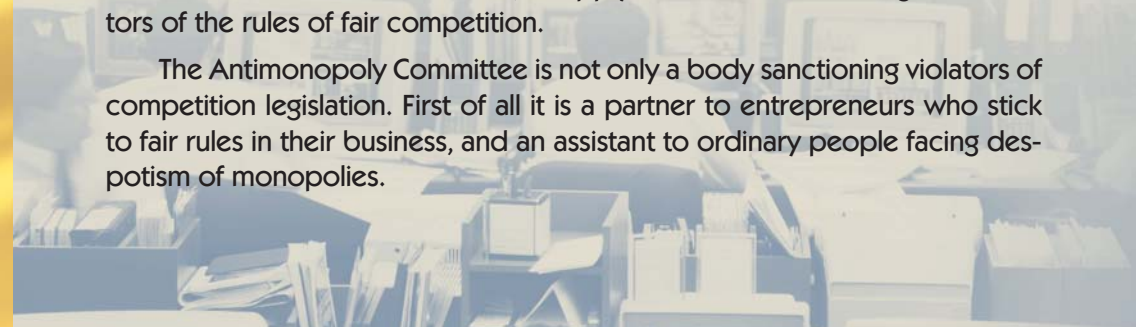 tors of the rules of fair competition.
The Antimonopoly Committee is not only a body sanctioning violators of
competition legislation. First of all it is a partner to entrepreneurs who stick
to fair rules in their business, and an assistant to ordinary people facing des-
potism of monopolies.